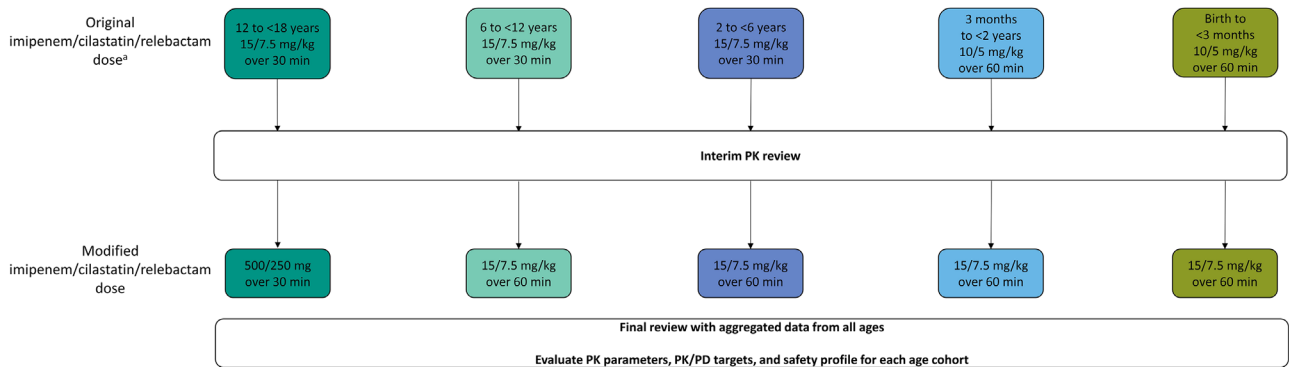 Original
imipenem/cilastatin/relebactam
doseᵃ
12 to <18 years
15/7.5 mg/kg
over 30 min
6 to <12 years
15/7.5 mg/kg
over 30 min
2 to <6 years
15/7.5 mg/kg
over 30 min
3 months
to <2 years
10/5 mg/kg
over 60 min
Birth to
<3 months
10/5 mg/kg
over 60 min
Interim PK review
Modified
imipenem/cilastatin/relebactam
dose
500/250 mg
over 30 min
15/7.5 mg/kg
over 60 min
15/7.5 mg/kg
over 60 min
15/7.5 mg/kg
over 60 min
15/7.5 mg/kg
over 60 min
Final review with aggregated data from all ages
Evaluate PK parameters, PK/PD targets, and safety profile for each age cohort